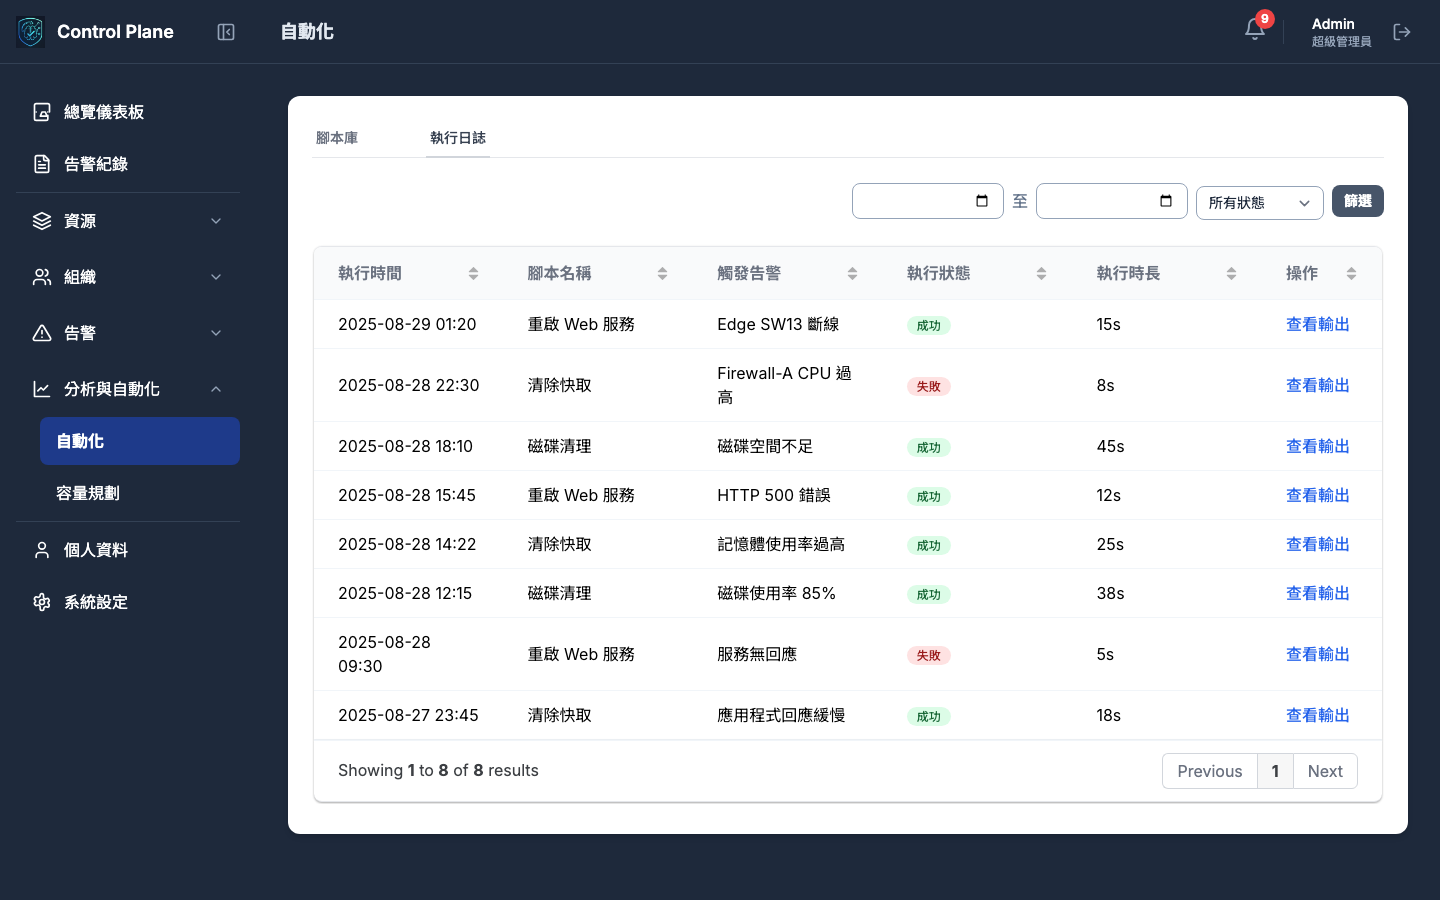 Control Plane
自動化
9
Admin
超級管理員
總覽儀表板
告警紀錄
資源
組織
告警
分析與自動化
自動化
容量規劃
個人資料
系統設定
腳本庫 執行日誌
至 所有狀態 篩選
執行時間 腳本名稱 觸發告警 執行狀態 執行時長 操作
2025-08-29 01:20 重啟 Web 服務 Edge SW13 斷線 成功 15s 查看輸出
2025-08-28 22:30 清除快取 Firewall-A CPU 過
高 失敗 8s 查看輸出
2025-08-28 18:10 磁碟清理 磁碟空間不足 成功 45s 查看輸出
2025-08-28 15:45 重啟 Web 服務 HTTP 500 錯誤 成功 12s 查看輸出
2025-08-28 14:22 清除快取 記憶體使用率過高 成功 25s 查看輸出
2025-08-28 12:15 磁碟清理 磁碟使用率 85% 成功 38s 查看輸出
2025-08-28
09:30 重啟 Web 服務 服務無回應 失敗 5s 查看輸出
2025-08-27 23:45 清除快取 應用程式回應緩慢 成功 18s 查看輸出
Showing 1 to 8 of 8 results
Previous 1 Next